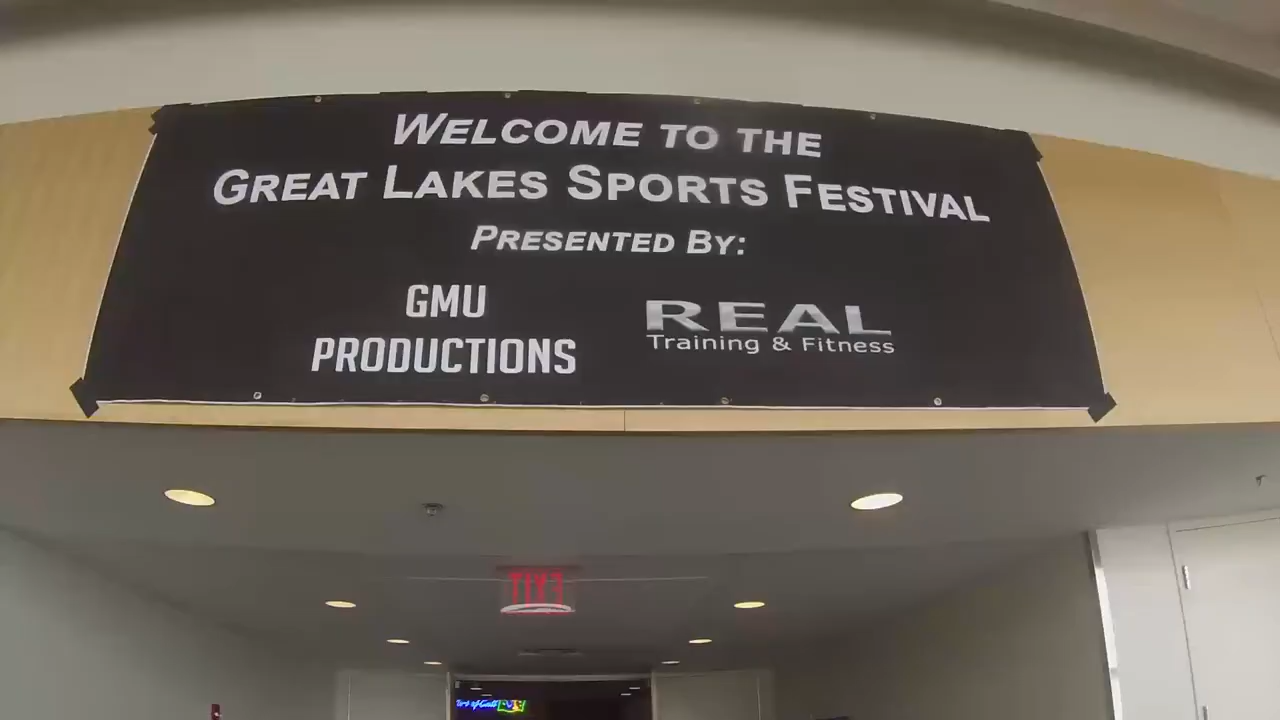 WELCOME TO THE
GREAT LAKES SPORTS FESTIVAL
PRESENTED BY:
GMU
PRODUCTIONS
REAL
Training & Fitness
EXIT